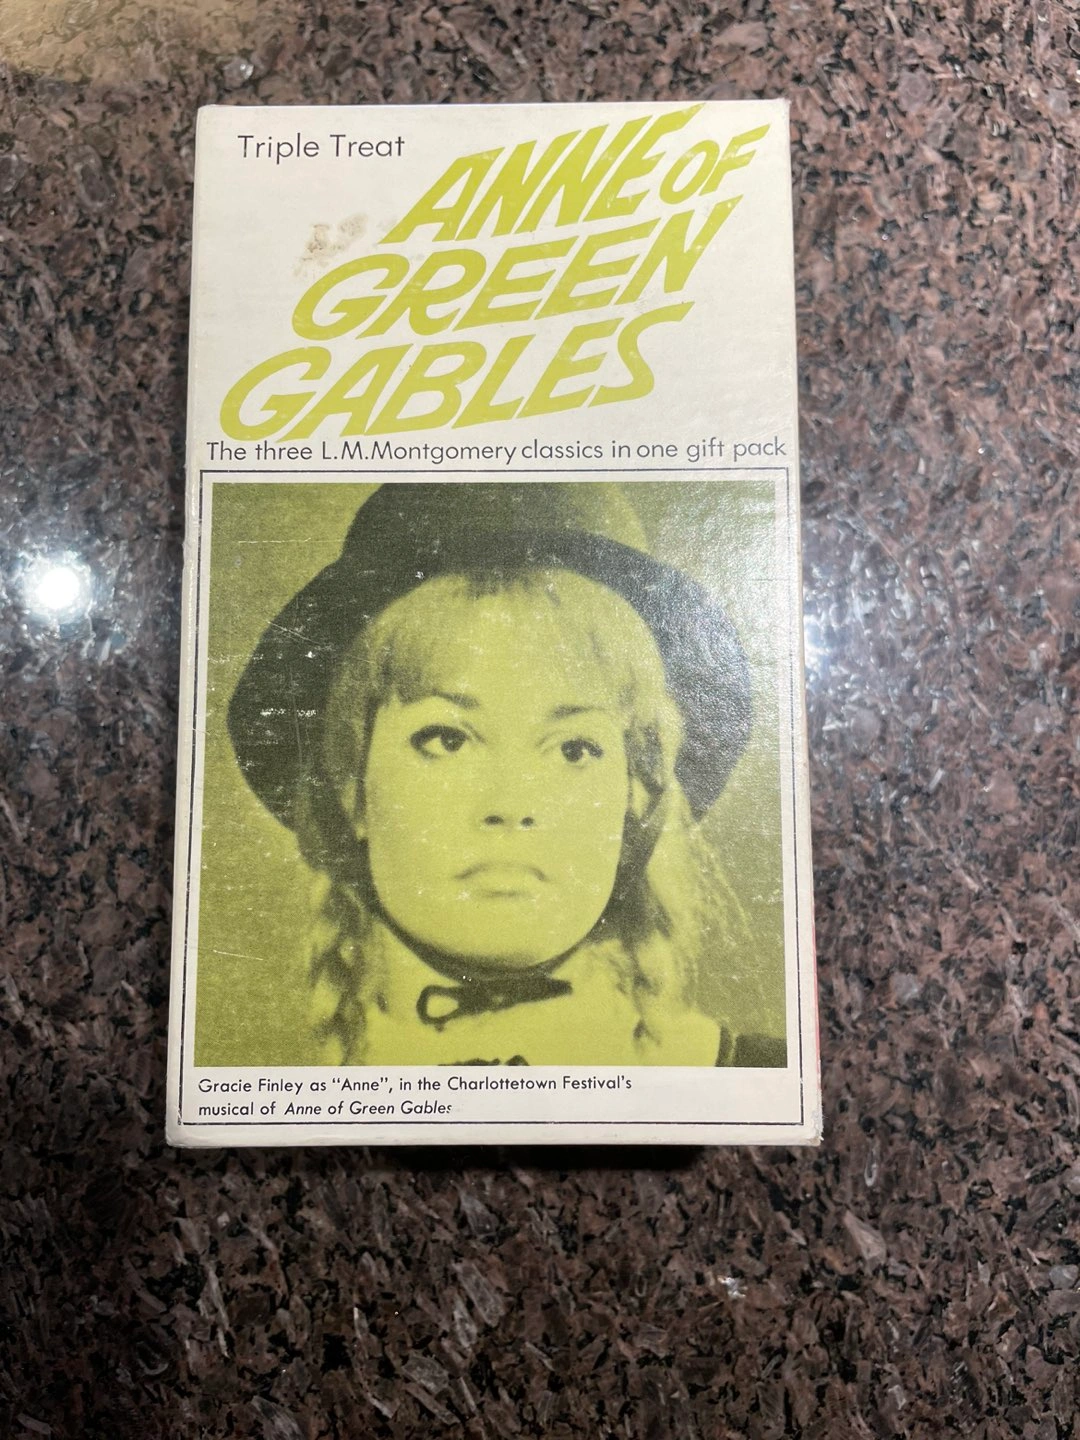 Triple Treat
ANNE OF
GREEN
GABLES
The three L.M.Montgomery classics in one gift pack
Gracie Finley as "Anne", in the Charlottetown Festival's
musical of Anne of Green Gables